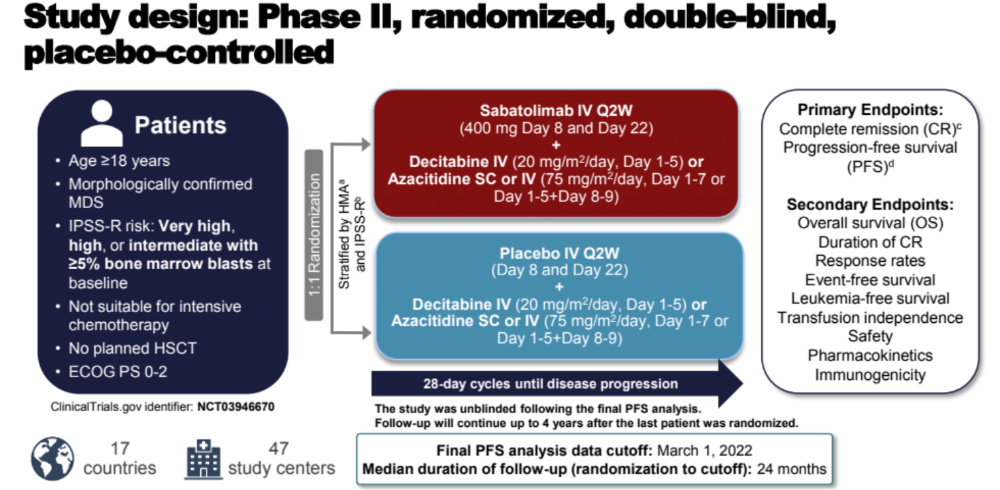 Study design: Phase II, randomized, double-blind,
placebo-controlled
Patients
• Age ≥18 years
• Morphologically confirmed
MDS
• IPSS-R risk: Very high,
high, or intermediate with
≥5% bone marrow blasts at
baseline
• Not suitable for intensive
chemotherapy
• No planned HSCT
• ECOG PS 0-2
ClinicalTrials.gov identifier: NCT03946670
17
countries
47
study centers
1:1 Randomization
Stratified by HMAᵃ
and IPSS-Rᵇ
Sabatolimab IV Q2W
(400 mg Day 8 and Day 22)
+
Decitabine IV (20 mg/m²/day, Day 1-5) or
Azacitidine SC or IV (75 mg/m²/day, Day 1-7 or
Day 1-5+Day 8-9)
Placebo IV Q2W
(Day 8 and Day 22)
+
Decitabine IV (20 mg/m²/day, Day 1-5) or
Azacitidine SC or IV (75 mg/m²/day, Day 1-7 or
Day 1-5+Day 8-9)
28-day cycles until disease progression
The study was unblinded following the final PFS analysis.
Follow-up will continue up to 4 years after the last patient was randomized.
Final PFS analysis data cutoff: March 1, 2022
Median duration of follow-up (randomization to cutoff): 24 months
Primary Endpoints:
Complete remission (CR)ᶜ
Progression-free survival
(PFS)ᵈ
Secondary Endpoints:
Overall survival (OS)
Duration of CR
Response rates
Event-free survival
Leukemia-free survival
Transfusion independence
Safety
Pharmacokinetics
Immunogenicity